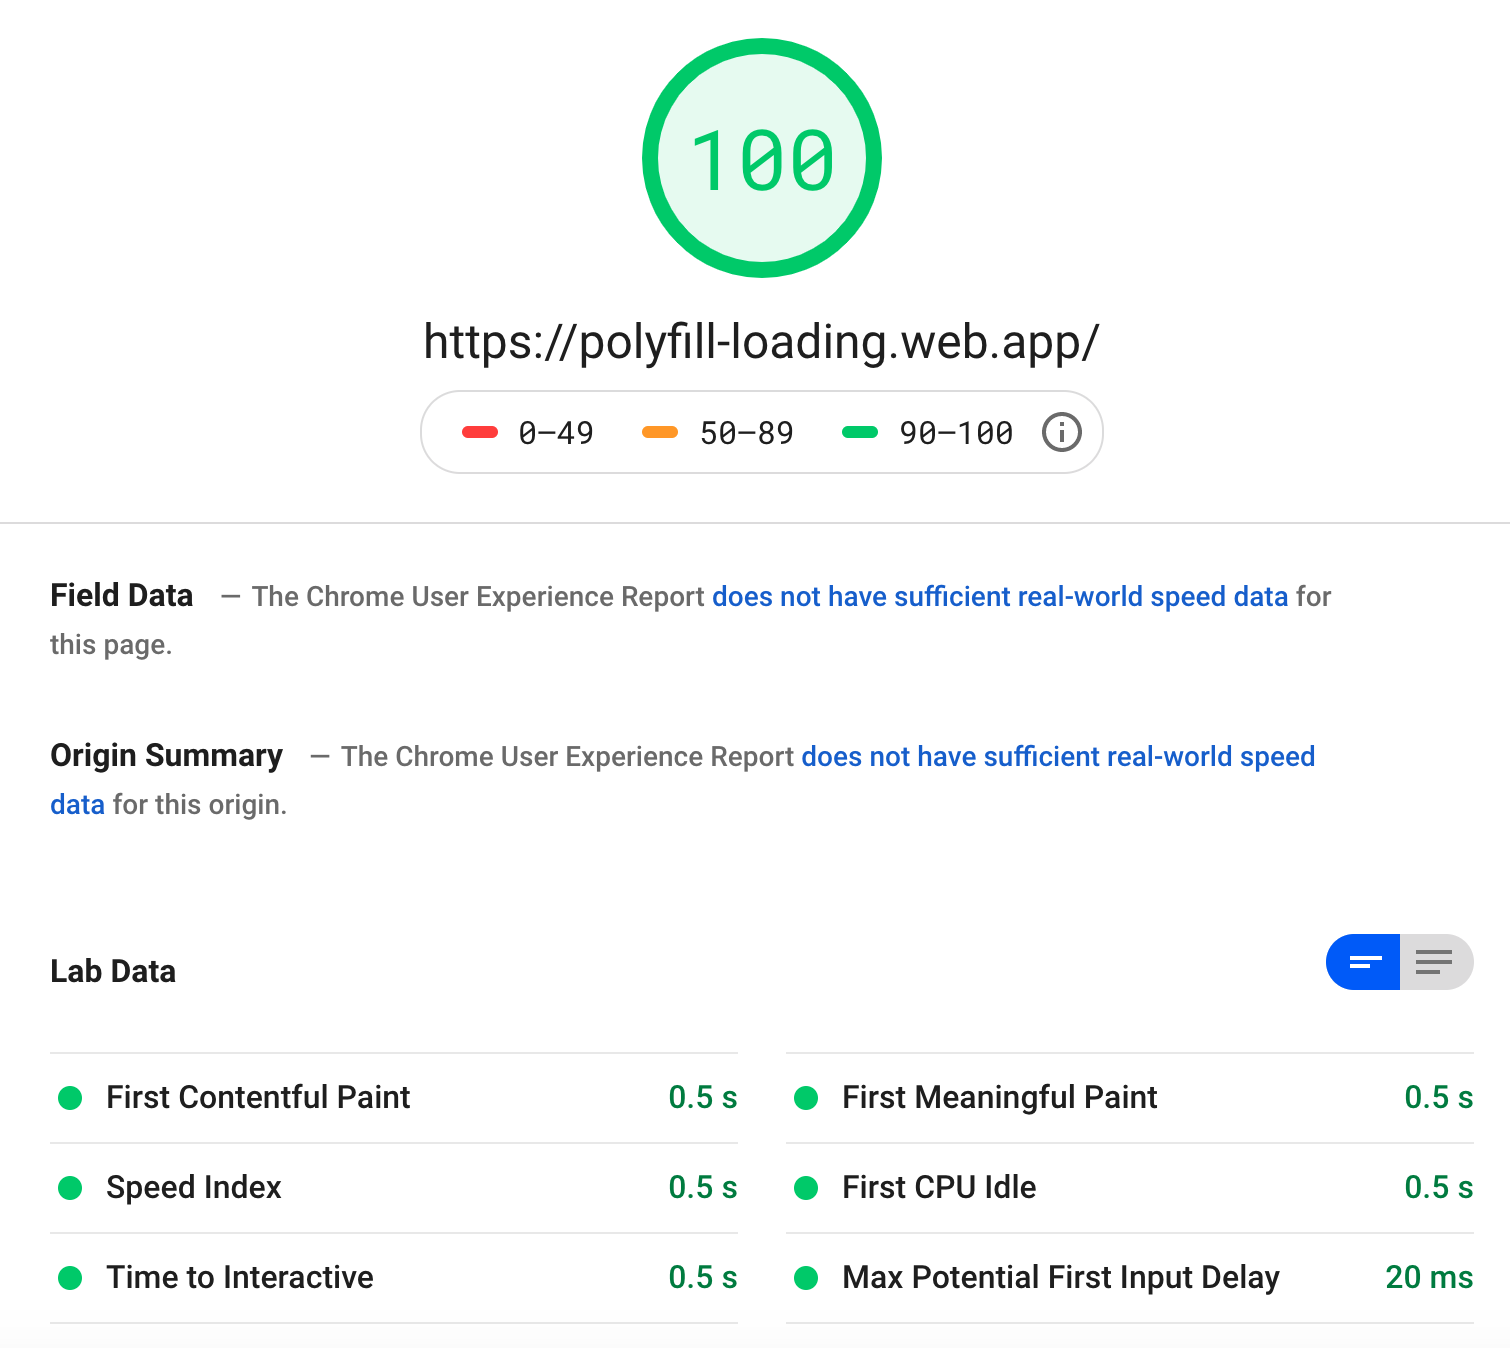 100
https://polyfill-loading.web.app/
0–49 50–89 90–100
Field Data — The Chrome User Experience Report does not have sufficient real-world speed data for
this page.
Origin Summary — The Chrome User Experience Report does not have sufficient real-world speed
data for this origin.
Lab Data
First Contentful Paint 0.5 s
First Meaningful Paint 0.5 s
Speed Index 0.5 s
First CPU Idle 0.5 s
Time to Interactive 0.5 s
Max Potential First Input Delay 20 ms